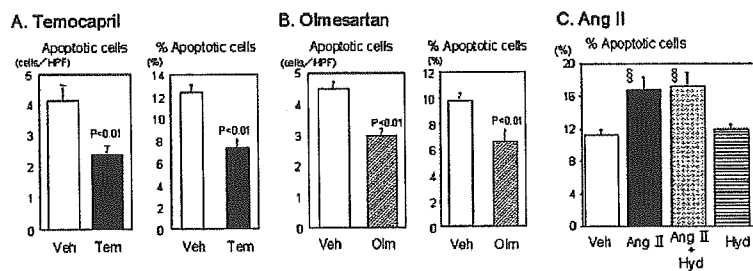 A. Temocapril
Apoptotic cells
(cells/HPF)
5
4
3
2
1
0
P<0.01
Veh Tem
% Apoptotic cells
(%)
14
12
10
8
6
4
2
0
P<0.01
Veh Tem
B. Olmesartan
Apoptotic cells
(cells/HPF)
5
4
3
2
1
0
P<0.01
Veh Olm
% Apoptotic cells
(%)
12
10
8
6
4
2
0
P<0.01
Veh Olm
C. Ang II
(%) % Apoptotic cells
20
16
12
8
4
0
§ §
Veh Ang II Ang II + Hyd Hyd